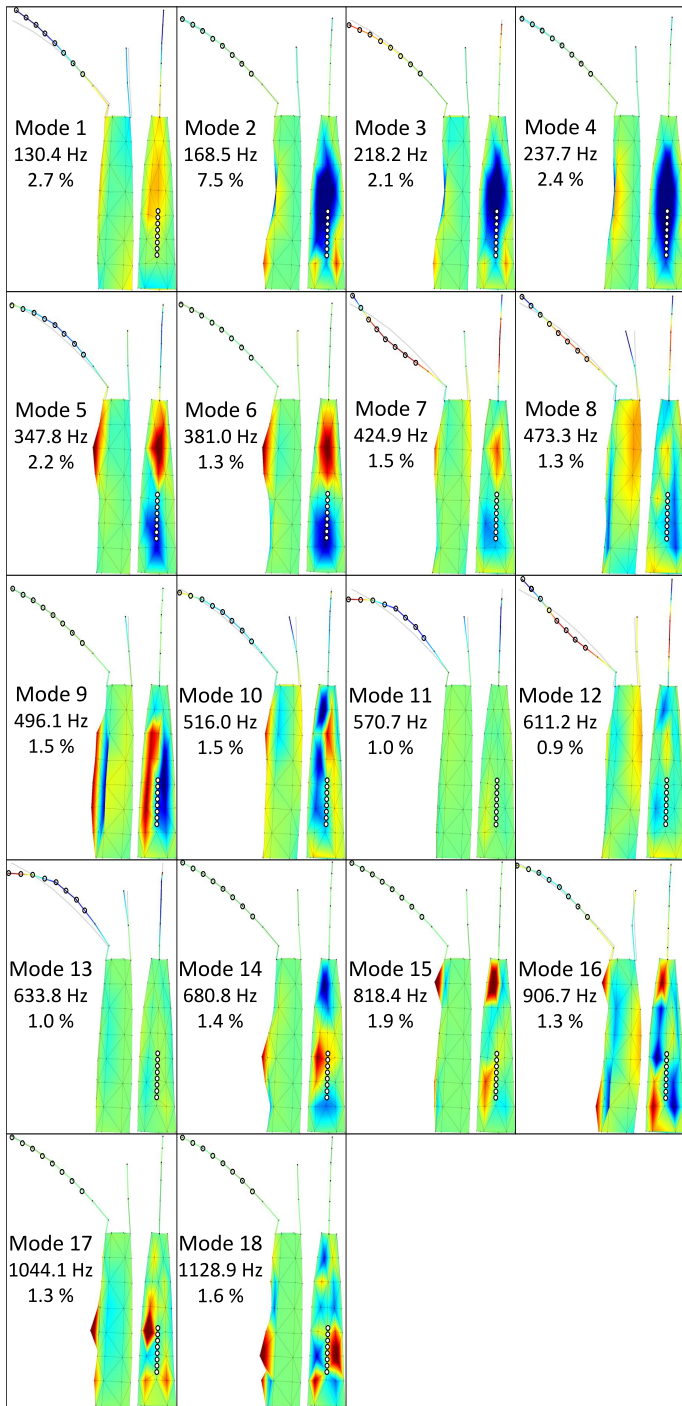 Mode 1
130.4 Hz
2.7 %
Mode 2
168.5 Hz
7.5 %
Mode 3
218.2 Hz
2.1 %
Mode 4
237.7 Hz
2.4 %
Mode 5
347.8 Hz
2.2 %
Mode 6
381.0 Hz
1.3 %
Mode 7
424.9 Hz
1.5 %
Mode 8
473.3 Hz
1.3 %
Mode 9
496.1 Hz
1.5 %
Mode 10
516.0 Hz
1.5 %
Mode 11
570.7 Hz
1.0 %
Mode 12
611.2 Hz
0.9 %
Mode 13
633.8 Hz
1.0 %
Mode 14
680.8 Hz
1.4 %
Mode 15
818.4 Hz
1.9 %
Mode 16
906.7 Hz
1.3 %
Mode 17
1044.1 Hz
1.3 %
Mode 18
1128.9 Hz
1.6 %